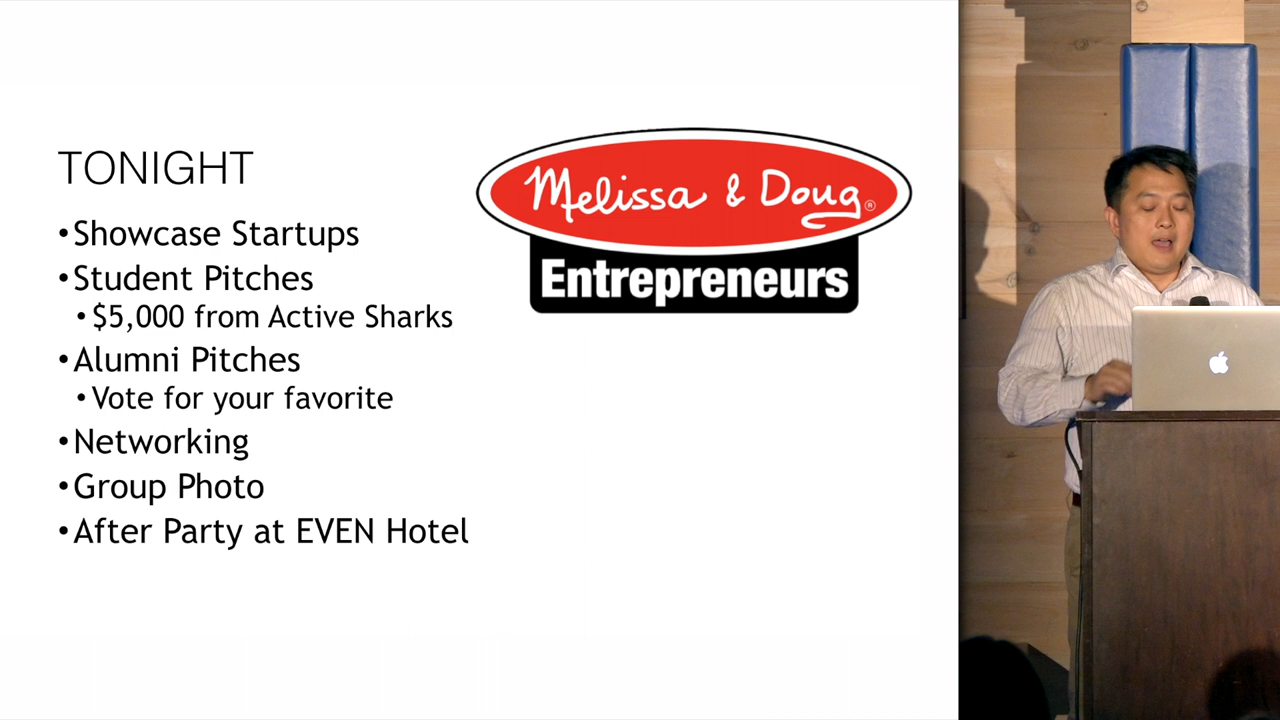 TONIGHT
•Showcase Startups
•Student Pitches
•$5,000 from Active Sharks
•Alumni Pitches
•Vote for your favorite
•Networking
•Group Photo
•After Party at EVEN Hotel
Melissa & Doug®
Entrepreneurs